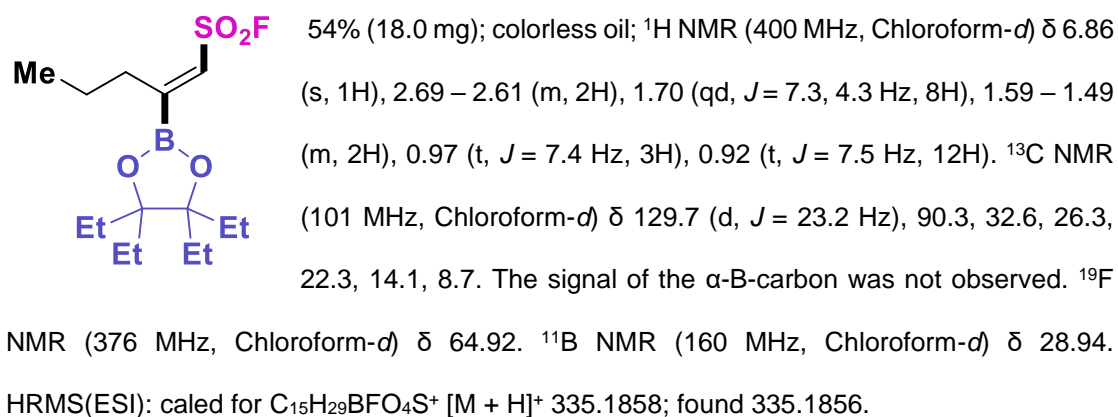 SO2F
Me
B
O O
Et Et
Et Et
54% (18.0 mg); colorless oil; ¹H NMR (400 MHz, Chloroform-d) δ 6.86
(s, 1H), 2.69 – 2.61 (m, 2H), 1.70 (qd, J = 7.3, 4.3 Hz, 8H), 1.59 – 1.49
(m, 2H), 0.97 (t, J = 7.4 Hz, 3H), 0.92 (t, J = 7.5 Hz, 12H). ¹³C NMR
(101 MHz, Chloroform-d) δ 129.7 (d, J = 23.2 Hz), 90.3, 32.6, 26.3,
22.3, 14.1, 8.7. The signal of the α-B-carbon was not observed. ¹⁹F
NMR (376 MHz, Chloroform-d) δ 64.92. ¹¹B NMR (160 MHz, Chloroform-d) δ 28.94.
HRMS(ESI): caled for C₁₅H₂₉BFO₄S⁺ [M + H]⁺ 335.1858; found 335.1856.